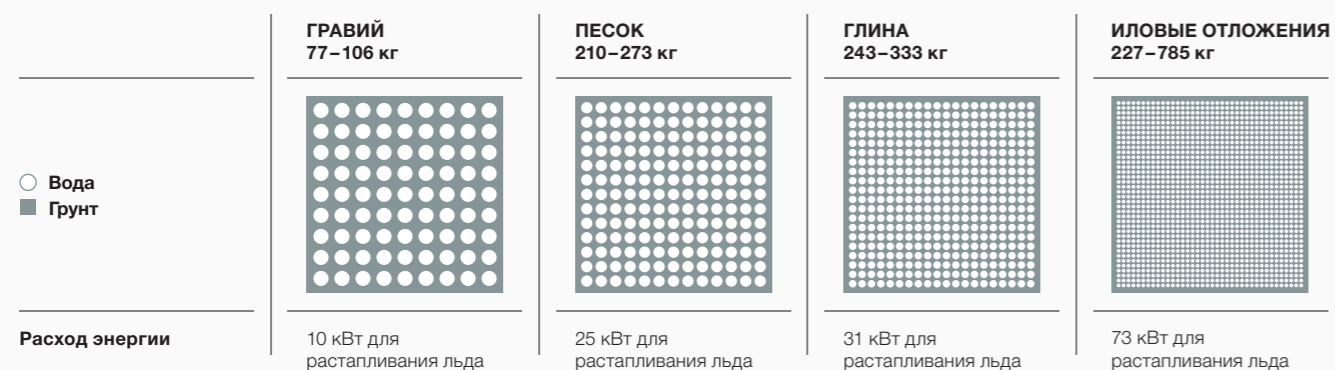 ГРАВИЙ
77–106 кг
ПЕСОК
210–273 кг
ГЛИНА
243–333 кг
ИЛОВЫЕ ОТЛОЖЕНИЯ
227–785 кг
Вода
Грунт
Расход энергии
10 кВт для
растапливания льда
25 кВт для
растапливания льда
31 кВт для
растапливания льда
73 кВт для
растапливания льда